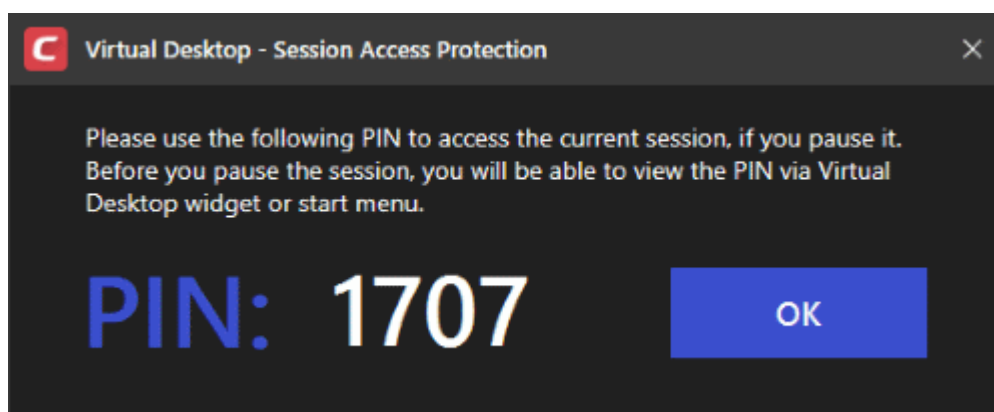 Virtual Desktop - Session Access Protection
Please use the following PIN to access the current session, if you pause it.
Before you pause the session, you will be able to view the PIN via Virtual
Desktop widget or start menu.
PIN: 1707
OK